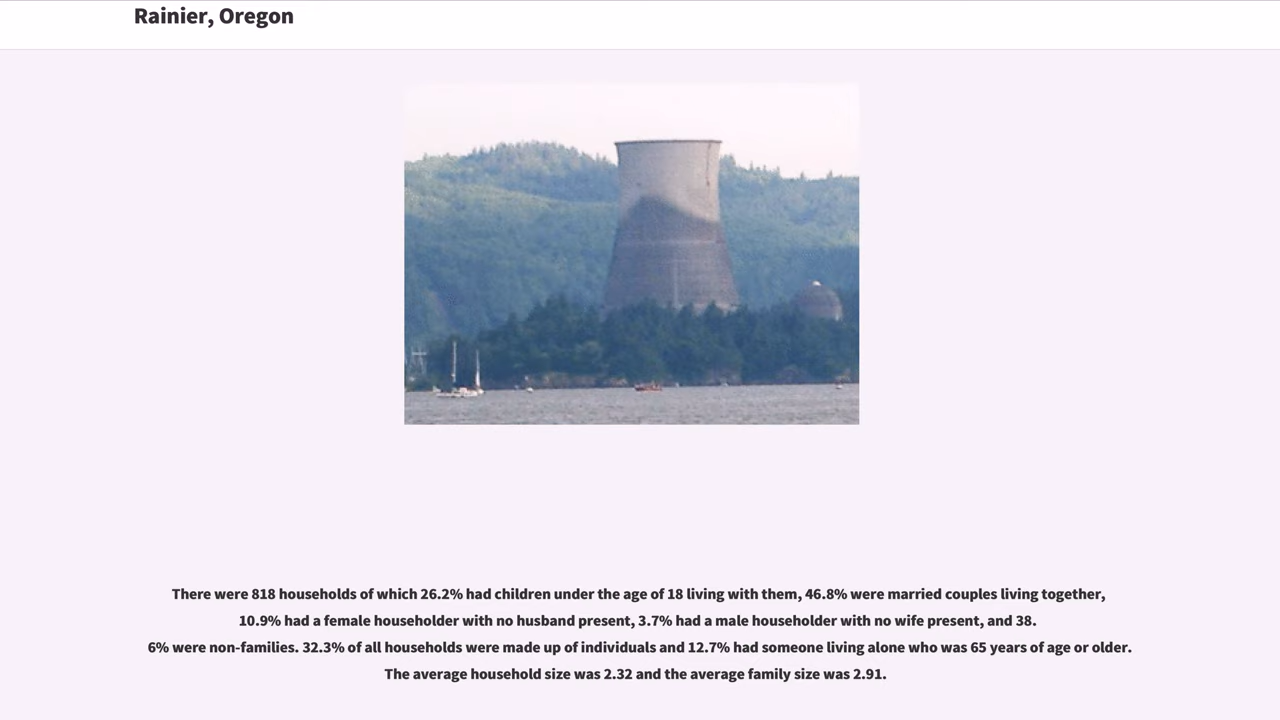 Rainier, Oregon
There were 818 households of which 26.2% had children under the age of 18 living with them, 46.8% were married couples living together,
10.9% had a female householder with no husband present, 3.7% had a male householder with no wife present, and 38.
6% were non-families. 32.3% of all households were made up of individuals and 12.7% had someone living alone who was 65 years of age or older.
The average household size was 2.32 and the average family size was 2.91.